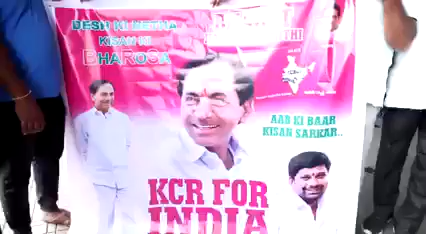 DESH KI NETHA
KISAN KI
BHAROSA
AAB KI BAAR
KISAN SARKAR..
KCR FOR
INDIA